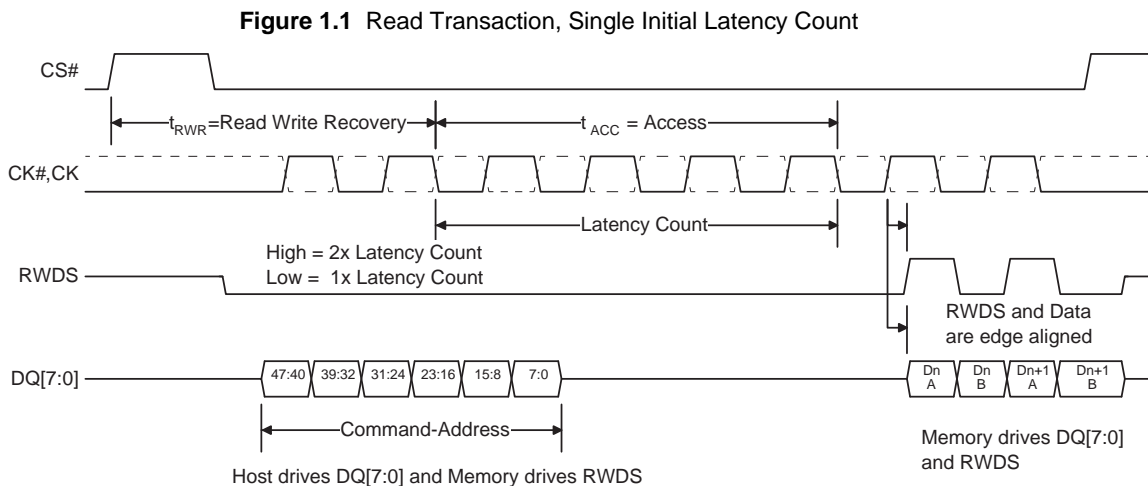 Figure 1.1 Read Transaction, Single Initial Latency Count
CS#
tRWR=Read Write Recovery
tACC = Access
CK#,CK
Latency Count
High = 2x Latency Count
Low = 1x Latency Count
RWDS
RWDS and Data
are edge aligned
DQ[7:0]
47:40 39:32 31:24 23:16 15:8 7:0
Dn Dn Dn+1 Dn+1
A B A B
Command-Address
Memory drives DQ[7:0]
and RWDS
Host drives DQ[7:0] and Memory drives RWDS